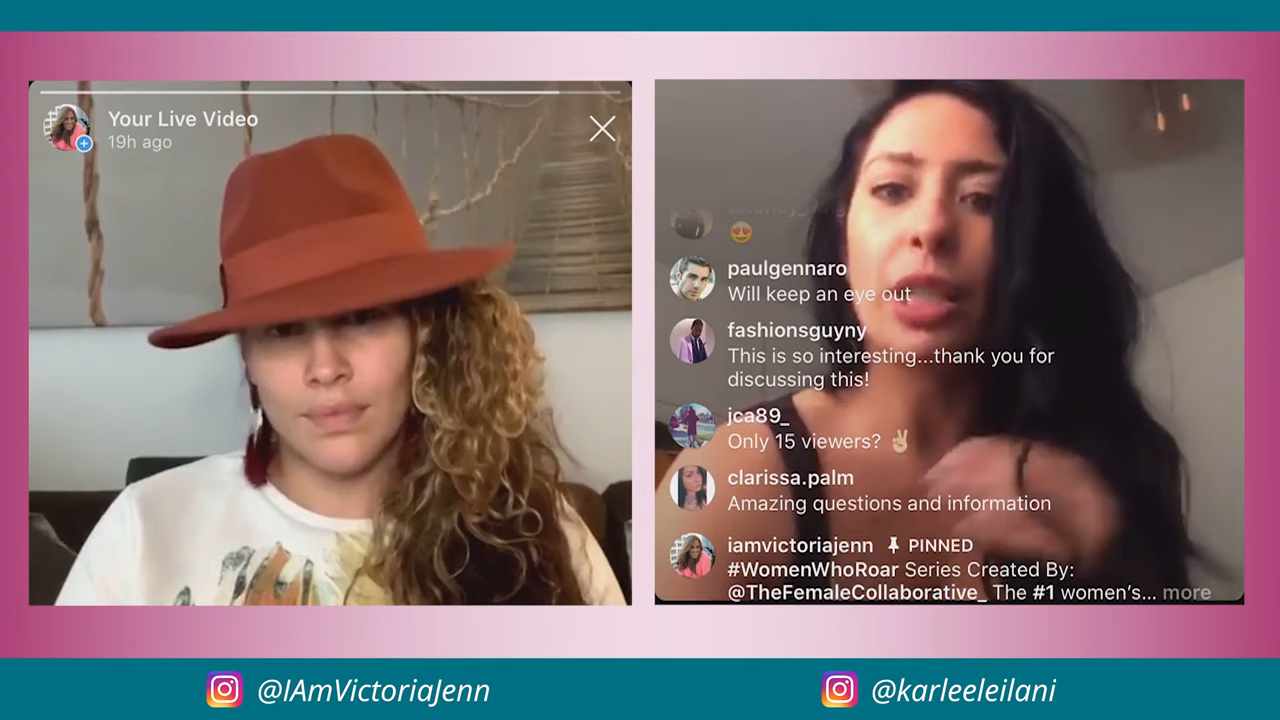 Your Live Video
19h ago
paulgennaro
Will keep an eye out
fashionsguyny
This is so interesting...thank you for
discussing this!
jca89_
Only 15 viewers? ✌🏼
clarissa.palm
Amazing questions and information
iamvictoriajenn PINNED
#WomenWhoRoar Series Created By:
@TheFemaleCollaborative_ The #1 women's... more
@IAmVictoriaJenn
@karleeleilani